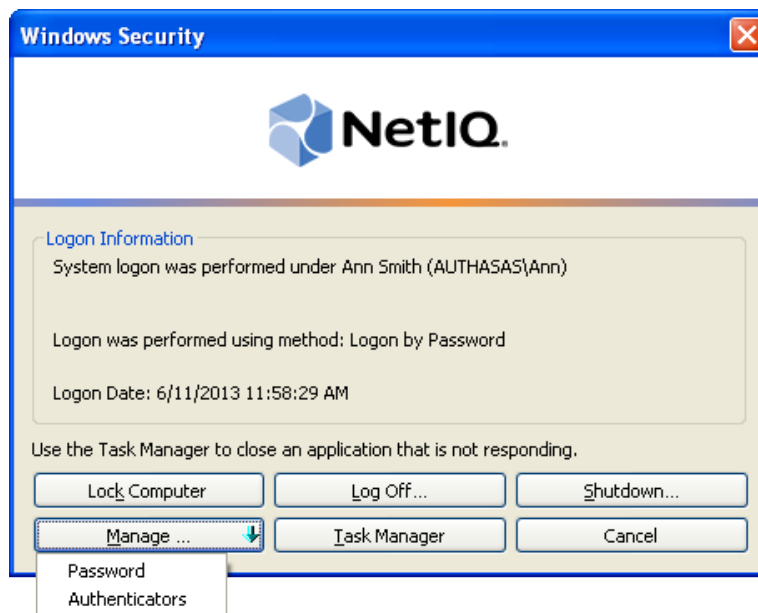 Windows Security
NetIQ.
Logon Information
System logon was performed under Ann Smith (AUTHASAS\Ann)
Logon was performed using method: Logon by Password
Logon Date: 6/11/2013 11:58:29 AM
Use the Task Manager to close an application that is not responding.
Lock Computer
Log Off...
Shutdown...
Manage ...
Task Manager
Cancel
Password
Authenticators